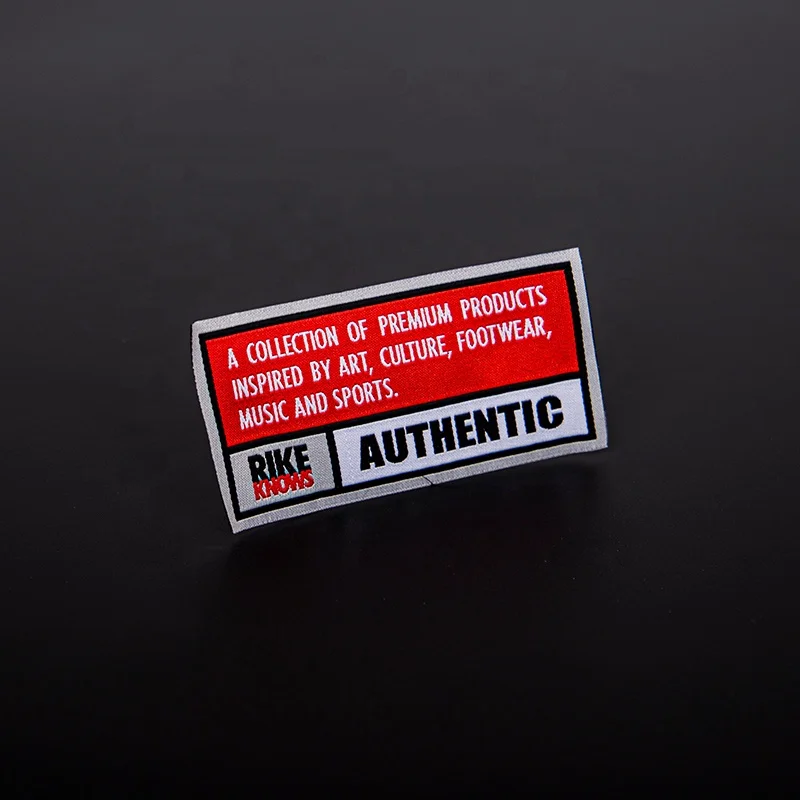 A COLLECTION OF PREMIUM PRODUCTS
INSPIRED BY ART, CULTURE, FOOTWEAR,
MUSIC AND SPORTS.
RIKE
KNOWS
AUTHENTIC